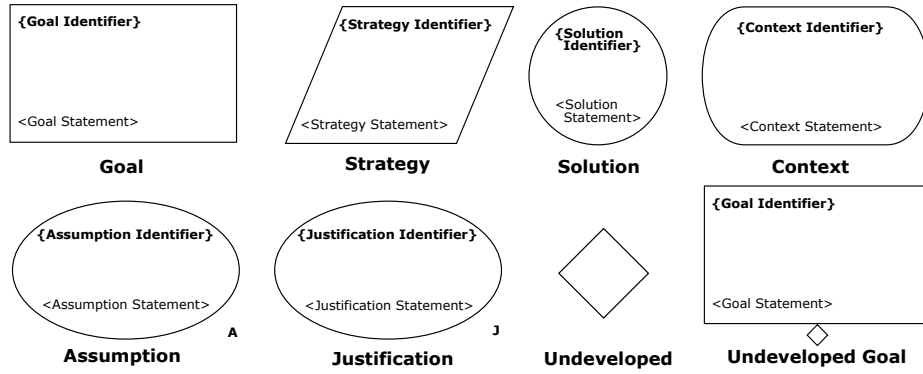 {Goal Identifier}
<Goal Statement>
Goal
{Strategy Identifier}
<Strategy Statement>
Strategy
{Solution
Identifier}
<Solution
Statement>
Solution
{Context Identifier}
<Context Statement>
Context
{Assumption Identifier}
<Assumption Statement>
A
Assumption
{Justification Identifier}
<Justification Statement>
J
Justification
Undeveloped
{Goal Identifier}
<Goal Statement>
Undeveloped Goal